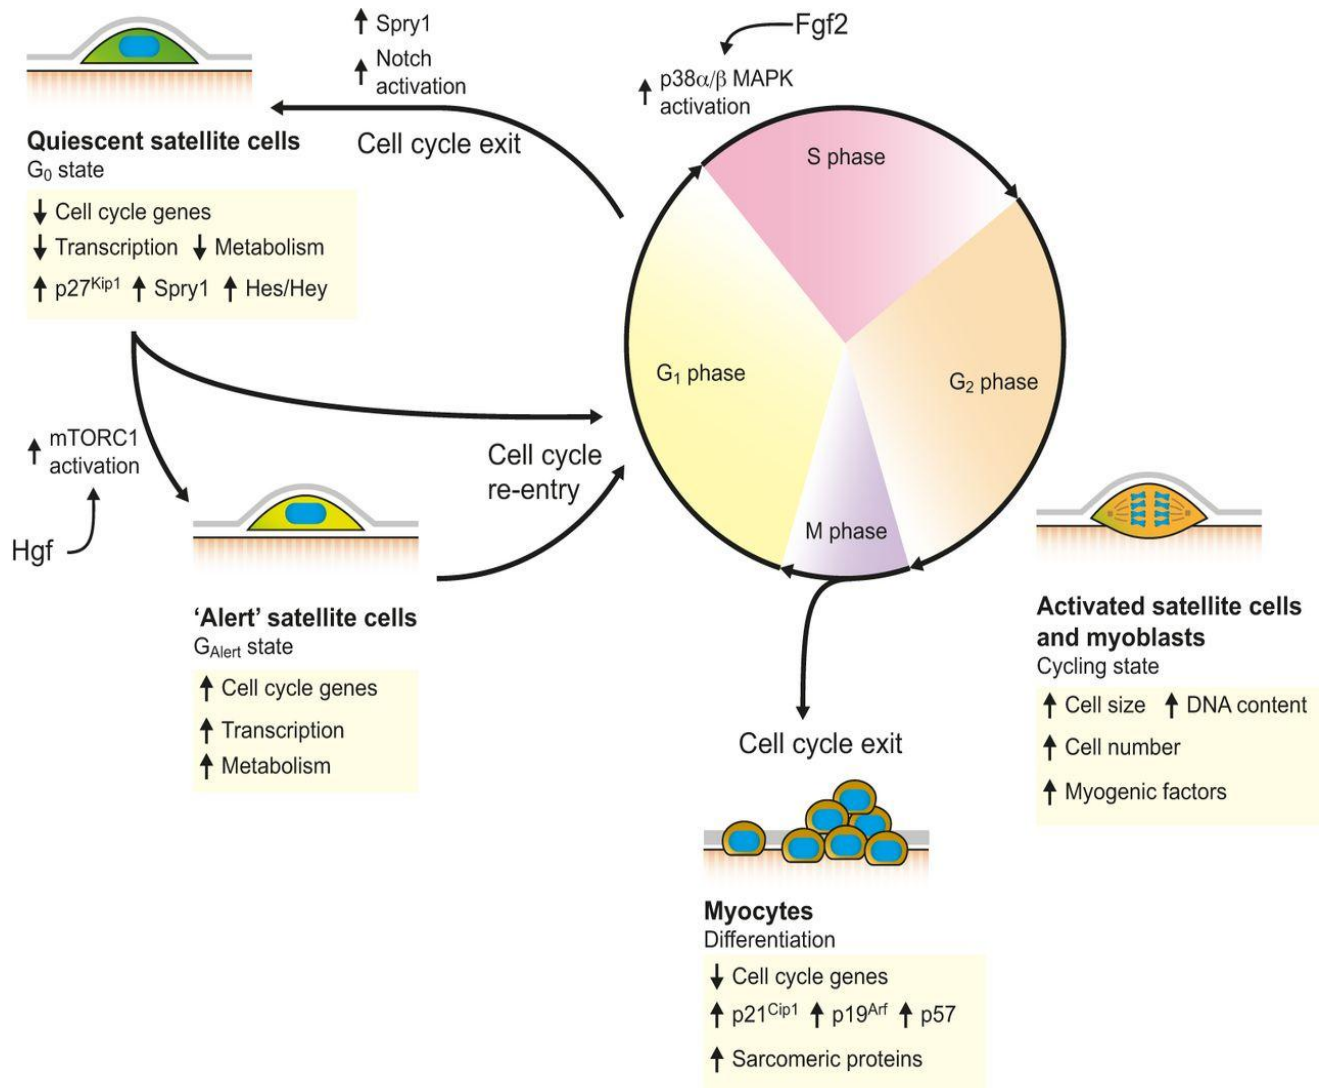 Spry1
Notch
activation
Cell cycle exit
Fgf2
p38α/β MAPK
activation
Quiescent satellite cells
G₀ state
Cell cycle genes
Transcription Metabolism
p27ᴷⁱᵖ¹ Spry1 Hes/Hey
S phase
G₁ phase
G₂ phase
M phase
mTORC1
activation
Hgf
Cell cycle
re-entry
‘Alert’ satellite cells
G_Alert state
Cell cycle genes
Transcription
Metabolism
Activated satellite cells
and myoblasts
Cycling state
Cell size DNA content
Cell number
Myogenic factors
Cell cycle exit
Myocytes
Differentiation
Cell cycle genes
p21ᶜⁱᵖ¹ p19ᴬʳᶠ p57
Sarcomeric proteins